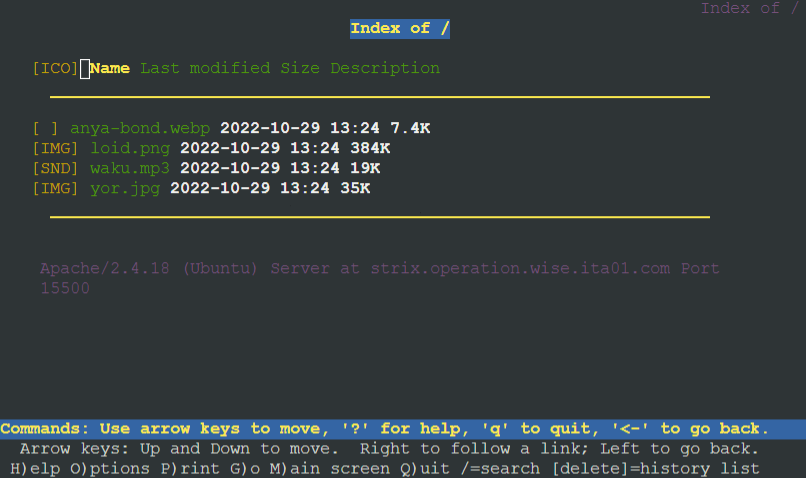 Index of /
Index of /
[ICO] Name Last modified Size Description
[ ] anya-bond.webp 2022-10-29 13:24 7.4K
[IMG] loid.png 2022-10-29 13:24 384K
[SND] waku.mp3 2022-10-29 13:24 19K
[IMG] yor.jpg 2022-10-29 13:24 35K
Apache/2.4.18 (Ubuntu) Server at strix.operation.wise.ita01.com Port
15500
Commands: Use arrow keys to move, '?' for help, 'q' to quit, '<-' to go back.
Arrow keys: Up and Down to move. Right to follow a link; Left to go back.
H)elp O)ptions P)rint G)o M)ain screen Q)uit /=search [delete]=history list